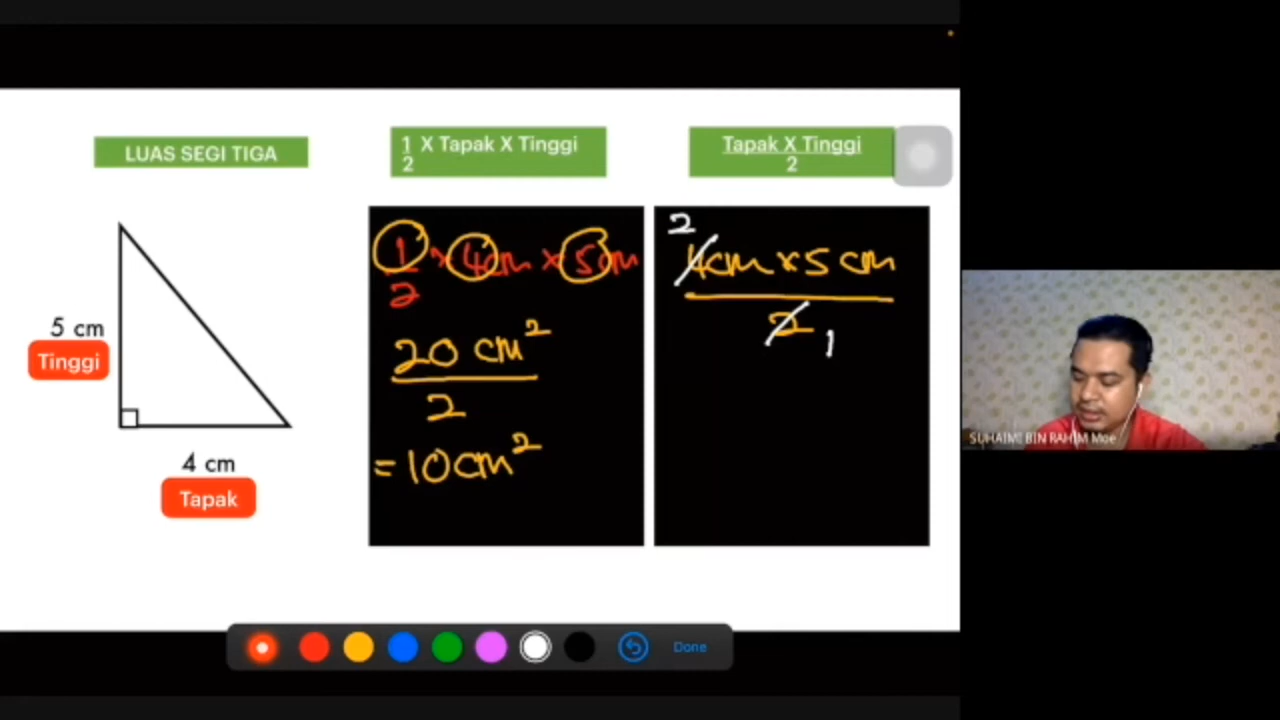 LUAS SEGI TIGA
1/2 X Tapak X Tinggi
Tapak X Tinggi
2
5 cm
Tinggi
4 cm
Tapak
1/2 × 4cm × 5cm
20 cm²
2
= 10cm²
2
4cm × 5 cm
2 1
SUHAIMI BIN RAHIM Moe
Done